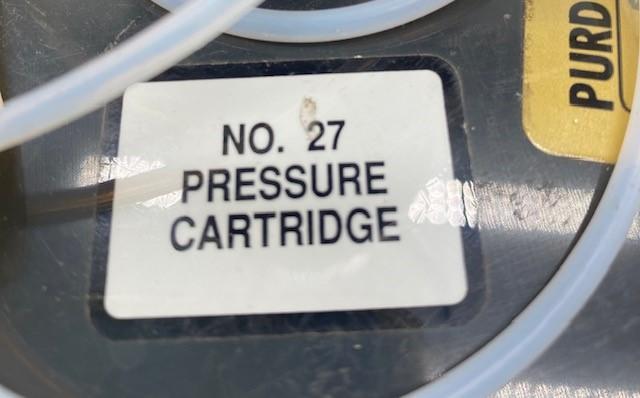 NO. 27
PRESSURE
CARTRIDGE
PURD